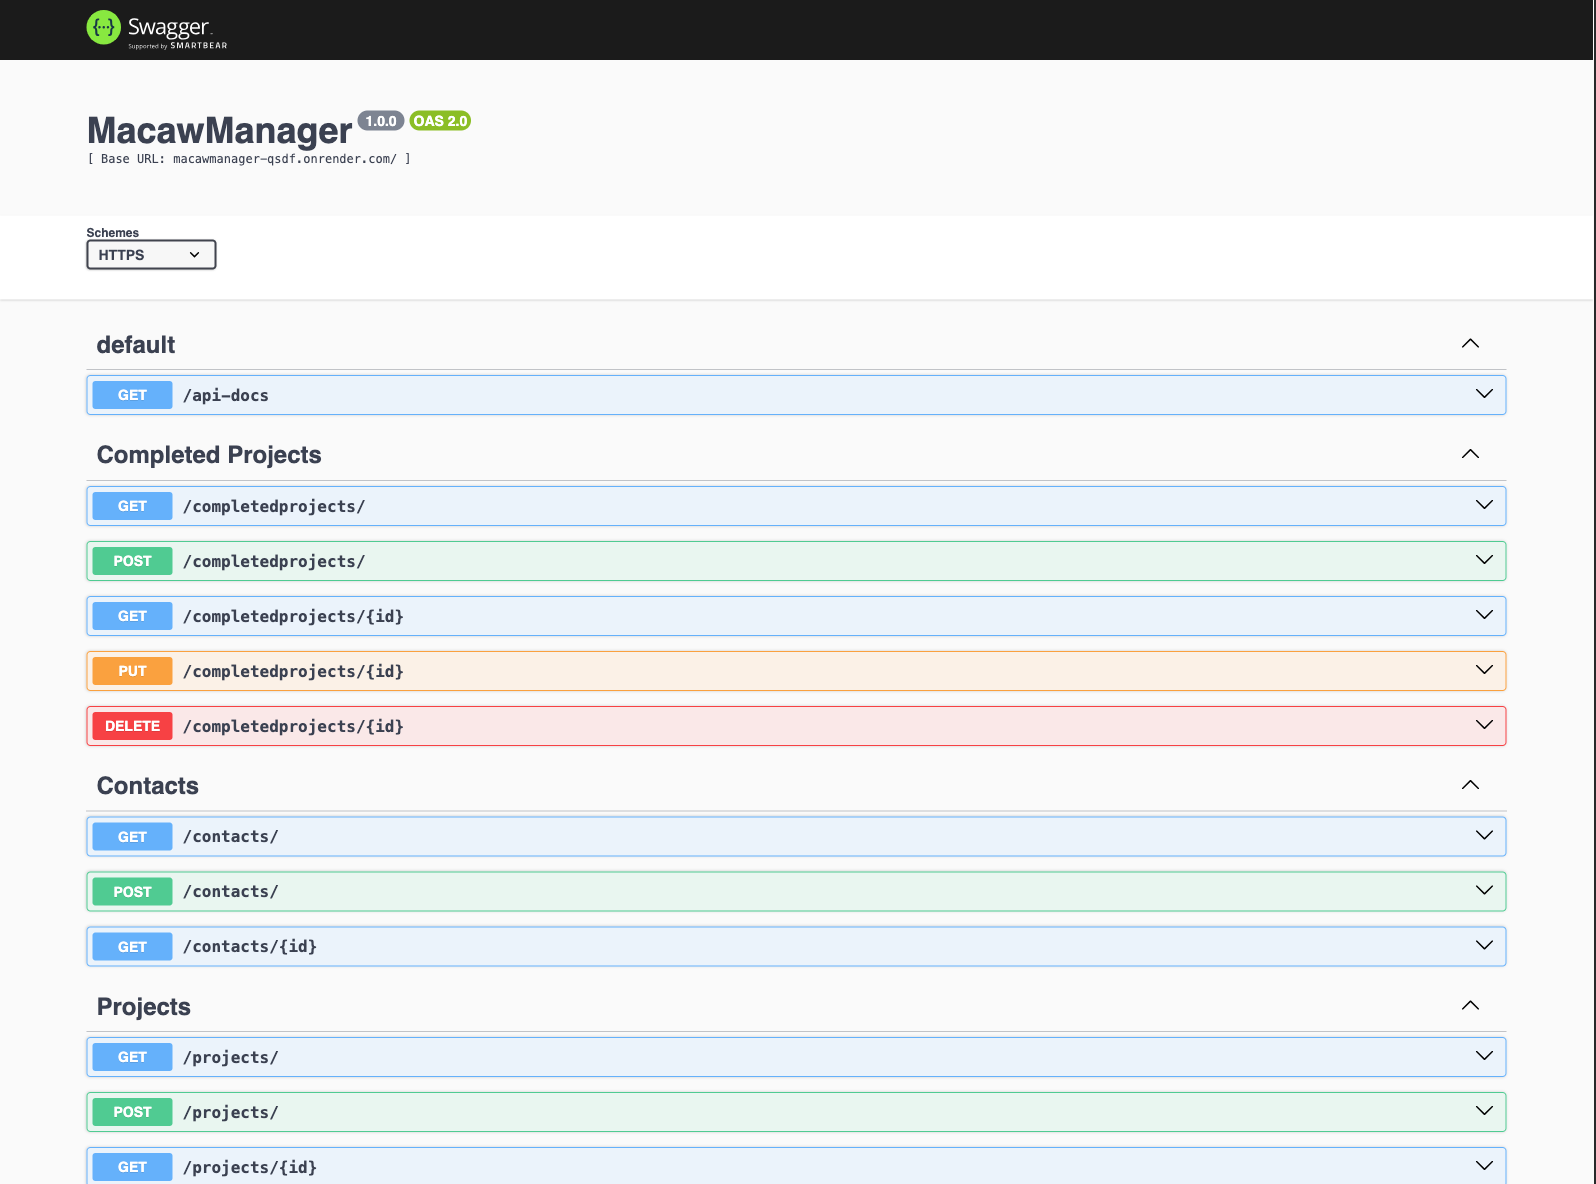 Swagger
Supported by SMARTBEAR
MacawManager 1.0.0 OAS 2.0
[ Base URL: macawmanager-qsdf.onrender.com/ ]
Schemes
HTTPS
default
GET /api-docs
Completed Projects
GET /completedprojects/
POST /completedprojects/
GET /completedprojects/{id}
PUT /completedprojects/{id}
DELETE /completedprojects/{id}
Contacts
GET /contacts/
POST /contacts/
GET /contacts/{id}
Projects
GET /projects/
POST /projects/
GET /projects/{id}